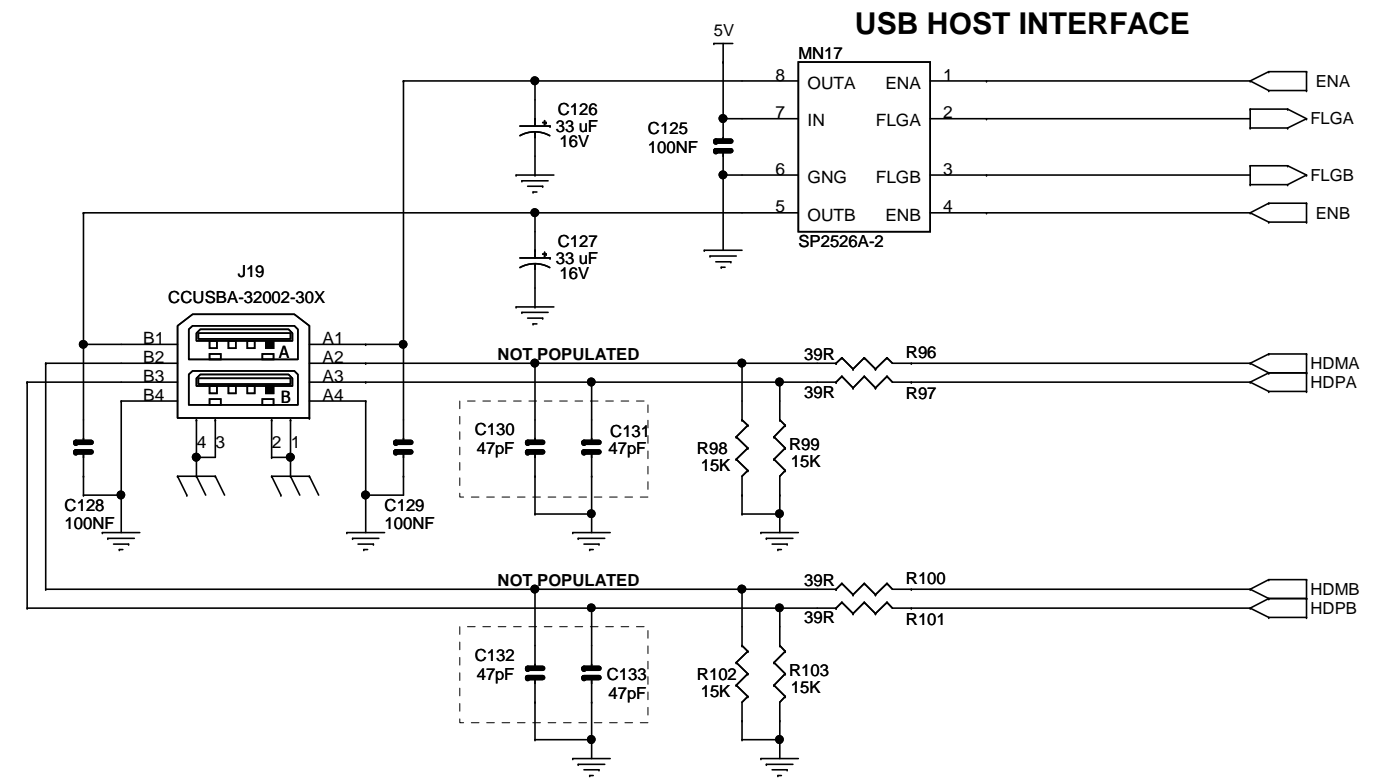 USB HOST INTERFACE
5V
MN17
8 OUTA ENA 1 ENA
7 IN FLGA 2 FLGA
6 GNG FLGB 3 FLGB
5 OUTB ENB 4 ENB
SP2526A-2
C126
33 uF
16V
C125
100NF
C127
33 uF
16V
J19
CCUSBA-32002-30X
B1 A1
B2 A2
B3 A3
B4 A4
A
B
4 3 2 1
C128
100NF
C129
100NF
NOT POPULATED
C130
47pF
C131
47pF
39R R96 HDMA
39R R97 HDPA
R98
15K
R99
15K
NOT POPULATED
C132
47pF
C133
47pF
39R R100 HDMB
39R R101 HDPB
R102
15K
R103
15K